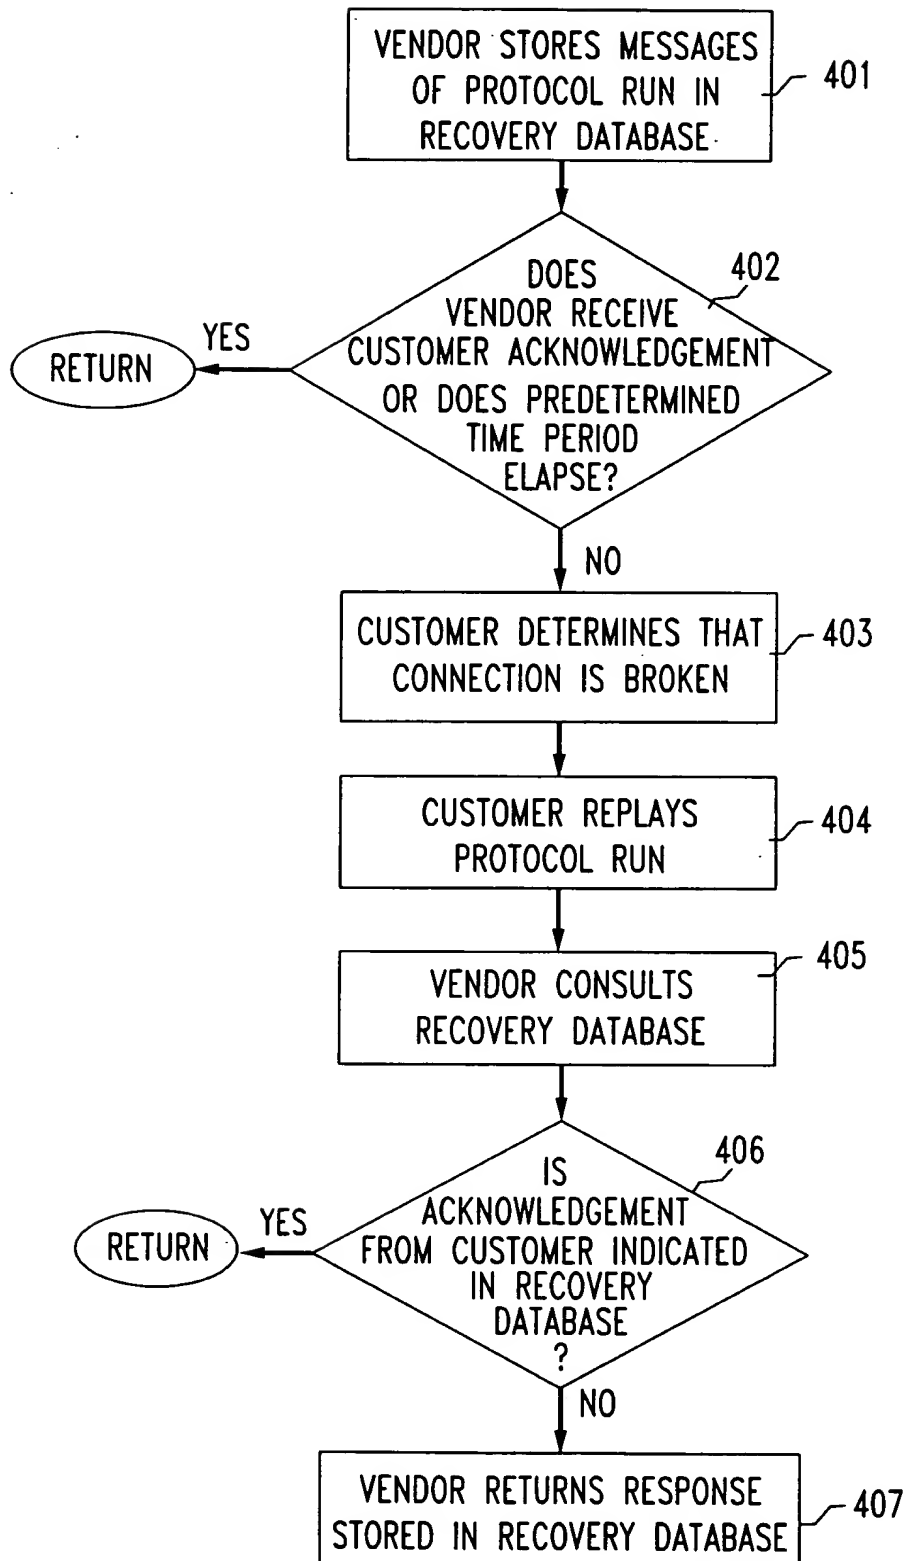 VENDOR STORES MESSAGES
OF PROTOCOL RUN IN
RECOVERY DATABASE
401
DOES
VENDOR RECEIVE
CUSTOMER ACKNOWLEDGEMENT
OR DOES PREDETERMINED
TIME PERIOD
ELAPSE?
402
YES
RETURN
NO
CUSTOMER DETERMINES THAT
CONNECTION IS BROKEN
403
CUSTOMER REPLAYS
PROTOCOL RUN
404
VENDOR CONSULTS
RECOVERY DATABASE
405
IS
ACKNOWLEDGEMENT
FROM CUSTOMER INDICATED
IN RECOVERY
DATABASE
?
406
YES
RETURN
NO
VENDOR RETURNS RESPONSE
STORED IN RECOVERY DATABASE
407